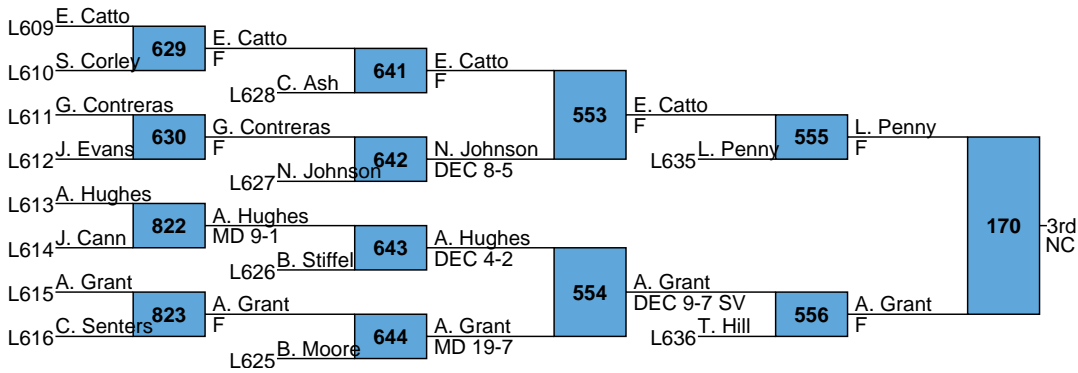 L609 E. Catto
629
L610 S. Corley
E. Catto
F
641
L628 C. Ash
E. Catto
F
L611 G. Contreras
630
L612 J. Evans
G. Contreras
F
642
L627 N. Johnson
N. Johnson
DEC 8-5
553
E. Catto
F
L635 L. Penny
555
L. Penny
F
L613 A. Hughes
822
L614 J. Cann
A. Hughes
MD 9-1
643
L626 B. Stiffel
A. Hughes
DEC 4-2
L615 A. Grant
823
L616 C. Senters
A. Grant
F
644
L625 B. Moore
A. Grant
MD 19-7
554
A. Grant
DEC 9-7 SV
L636 T. Hill
556
A. Grant
F
170
3rd
NC